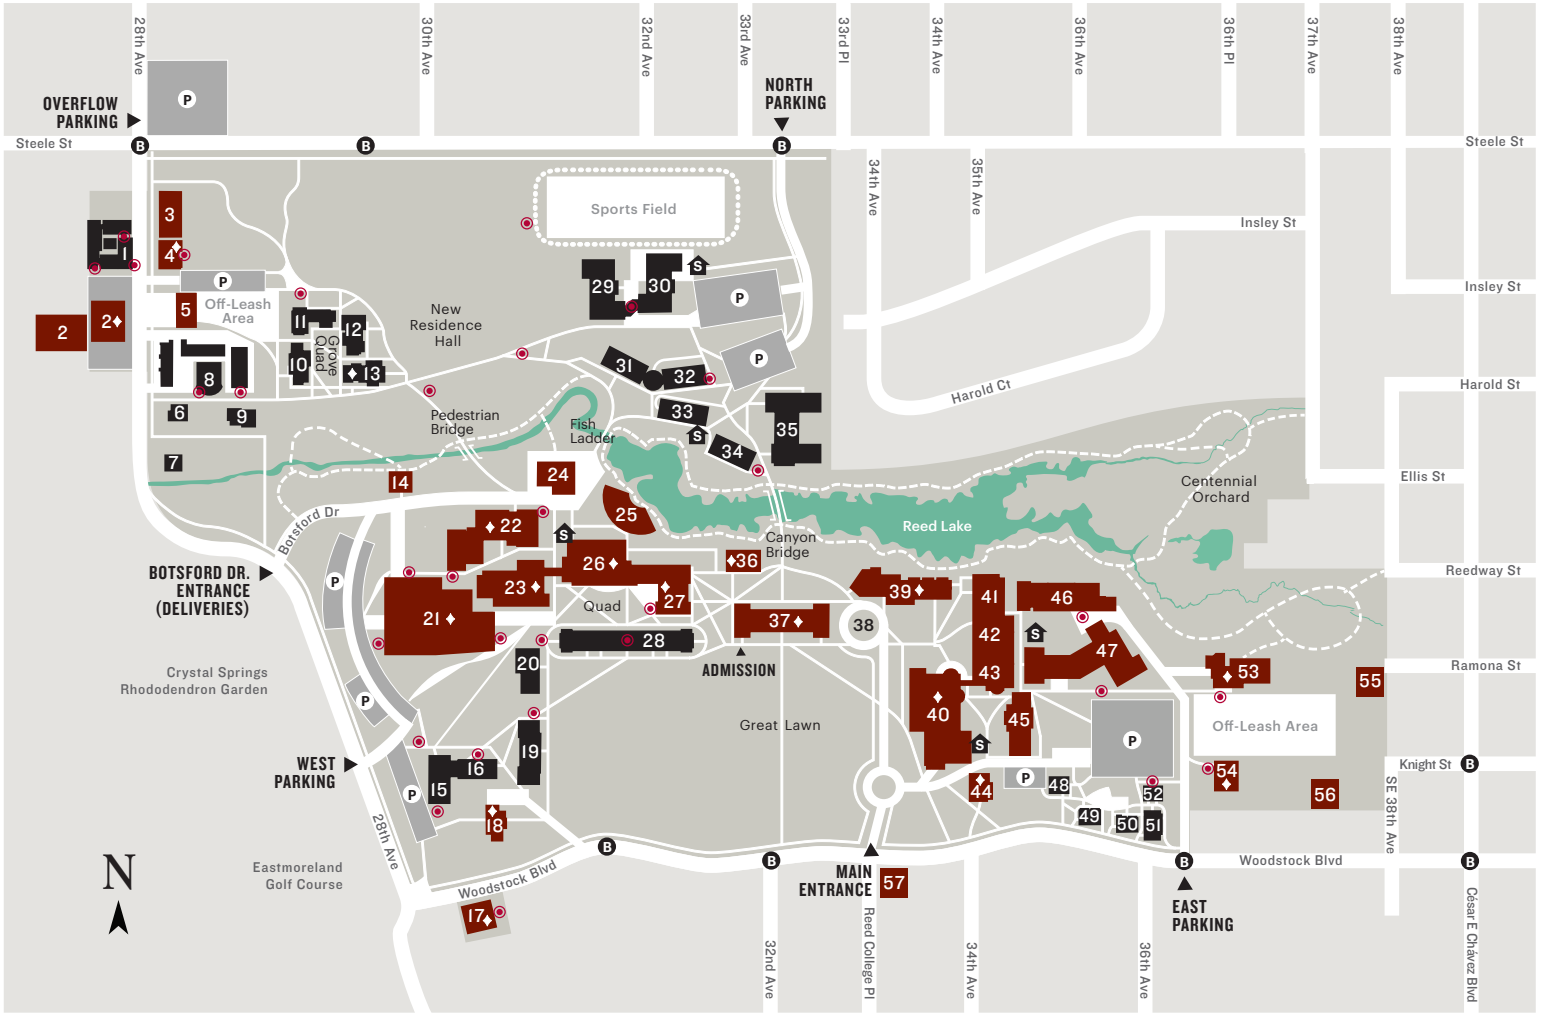 28th Ave
30th Ave
32nd Ave
33rd Ave
33rd Pl
34th Ave
36th Ave
36th Pl
37th Ave
38th Ave
P
OVERFLOW
PARKING
NORTH
PARKING
Steele St
B
B
B
Steele St
34th Ave
35th Ave
3
Sports Field
Insley St
1
4
S
29
30
P
P
Insley St
5
Off-Leash
Area
2
2
New
Residence
Hall
11
12
Grove
Quad
10
13
8
31
32
P
Harold St
Harold Ct
6
9
Pedestrian
Bridge
Fish
Ladder
33
S
35
34
7
14
24
Ellis St
Centennial
Orchard
Botsford Dr
22
25
Reed Lake
S
Canyon
Bridge
BOTSFORD DR.
ENTRANCE
(DELIVERIES)
P
26
36
Reedway St
23
27
39
41
46
Quad
21
37
38
42
S
28
47
20
ADMISSION
43
53
55
Ramona St
Crystal Springs
Rhododendron Garden
P
40
45
Great Lawn
P
Off-Leash Area
S
19
WEST
PARKING
16
15
P
Knight St
B
P
44
48
54
52
56
18
49
50
51
SE 38th Ave
28th Ave
B
B
B
Woodstock Blvd
B
N
Eastmoreland
Golf Course
Woodstock Blvd
MAIN
ENTRANCE
57
EAST
PARKING
17
32nd Ave
Reed College Pl
34th Ave
36th Ave
César E Chávez Blvd